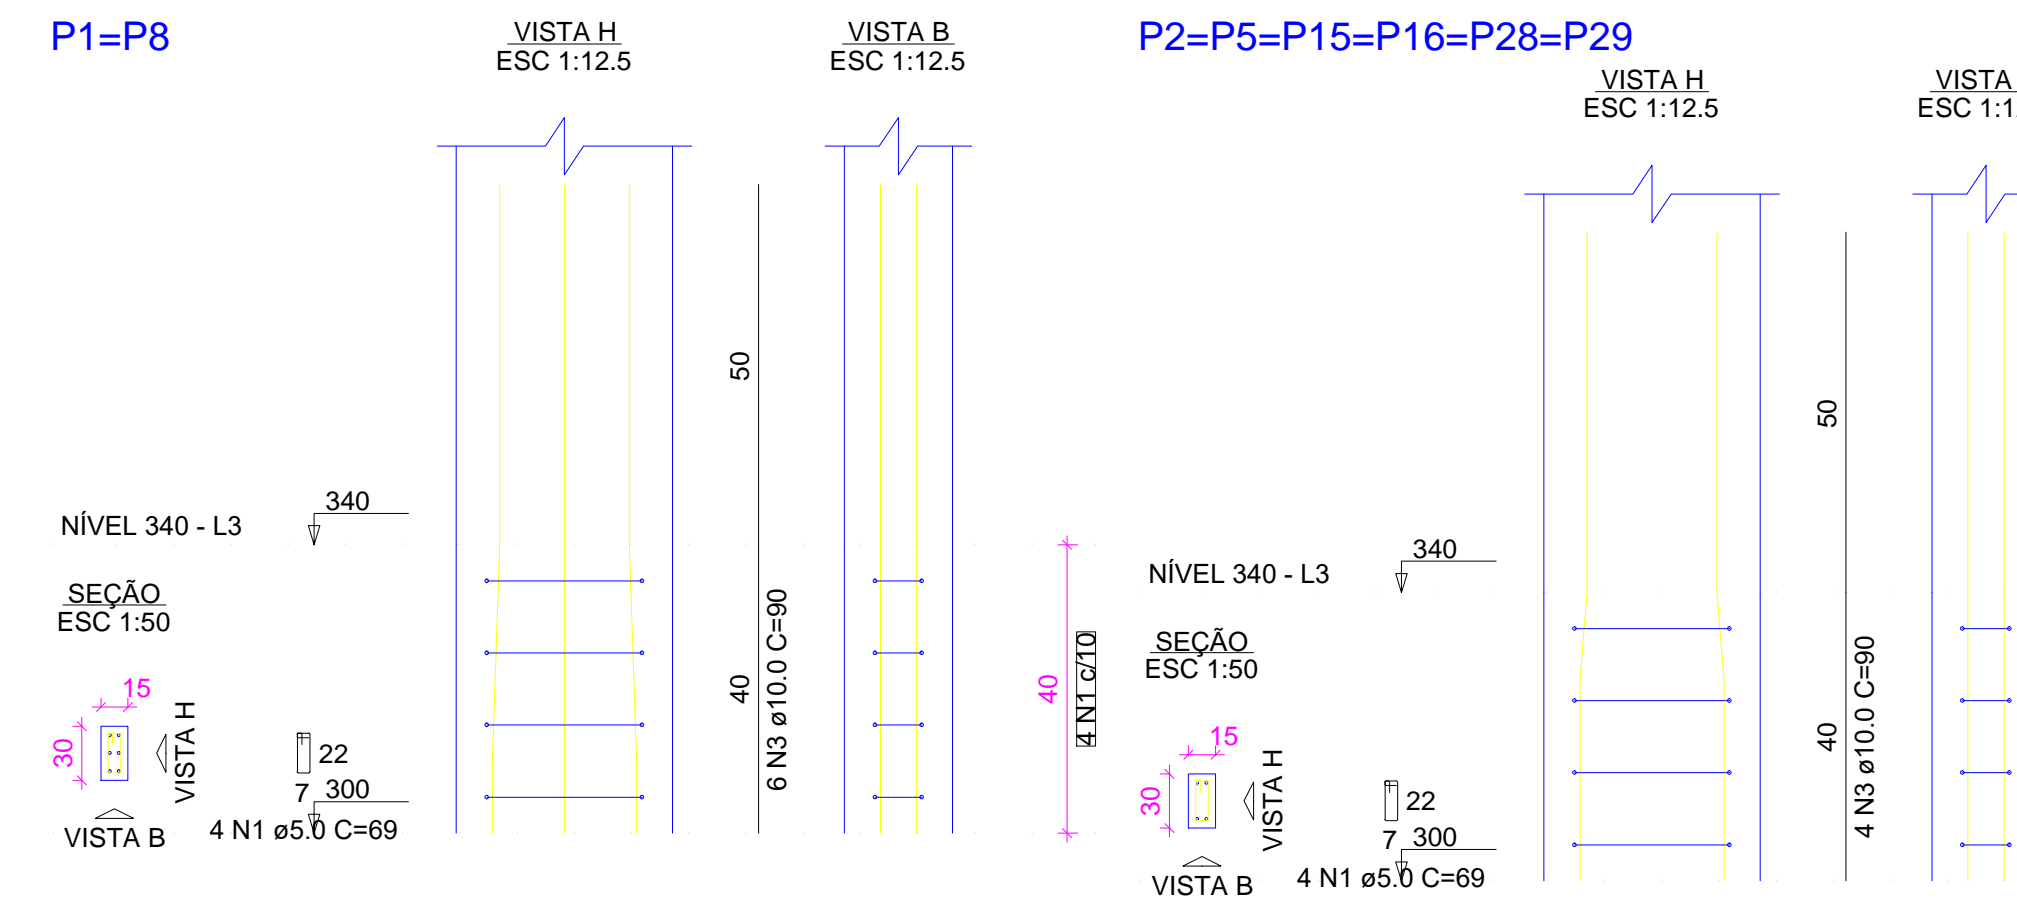 P1=P8
VISTA H
ESC 1:12.5
VISTA B
ESC 1:12.5
50
340
NÍVEL 340 - L3
SEÇÃO
ESC 1:50
15
30
VISTA H
VISTA B
22
7
300
4 N1 ø5.0 C=69
40
6 N3 ø10.0 C=90
40
4 N1 c/10
P2=P5=P15=P16=P28=P29
VISTA H
ESC 1:12.5
VISTA
ESC 1:1
50
340
NÍVEL 340 - L3
SEÇÃO
ESC 1:50
15
30
VISTA H
VISTA B
22
7
300
4 N1 ø5.0 C=69
40
4 N3 ø10.0 C=90